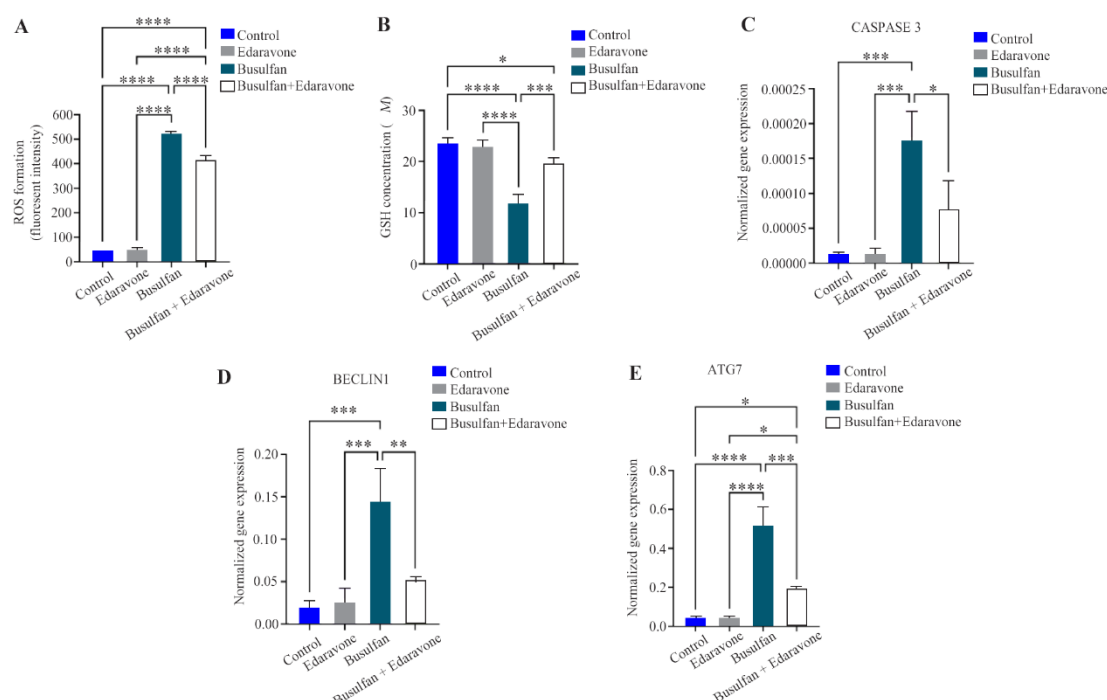 A
****
****
****
****
****
Control
Edaravone
Busulfan
Busulfan+Edaravone
ROS formation
(fluorescent intensity)
600
500
400
300
200
100
0
Control
Edaravone
Busulfan
Busulfan + Edaravone
B
Control
Edaravone
Busulfan
Busulfan+Edaravone
*
****
***
****
GSH concentration ( M)
30
20
10
0
Control
Edaravone
Busulfan
Busulfan + Edaravone
C
CASPASE 3
Control
Edaravone
Busulfan
Busulfan+Edaravone
***
***
*
Normalized gene expression
0.00025
0.00020
0.00015
0.00010
0.00005
0.00000
Control
Edaravone
Busulfan
Busulfan + Edaravone
D
BECLIN1
Control
Edaravone
Busulfan
Busulfan+Edaravone
***
***
**
Normalized gene expression
0.20
0.15
0.10
0.05
0.00
Control
Edaravone
Busulfan
Busulfan + Edaravone
E
ATG7
Control
Edaravone
Busulfan
Busulfan+Edaravone
*
*
****
***
****
Normalized gene expression
0.8
0.6
0.4
0.2
0.0
Control
Edaravone
Busulfan
Busulfan + Edaravone